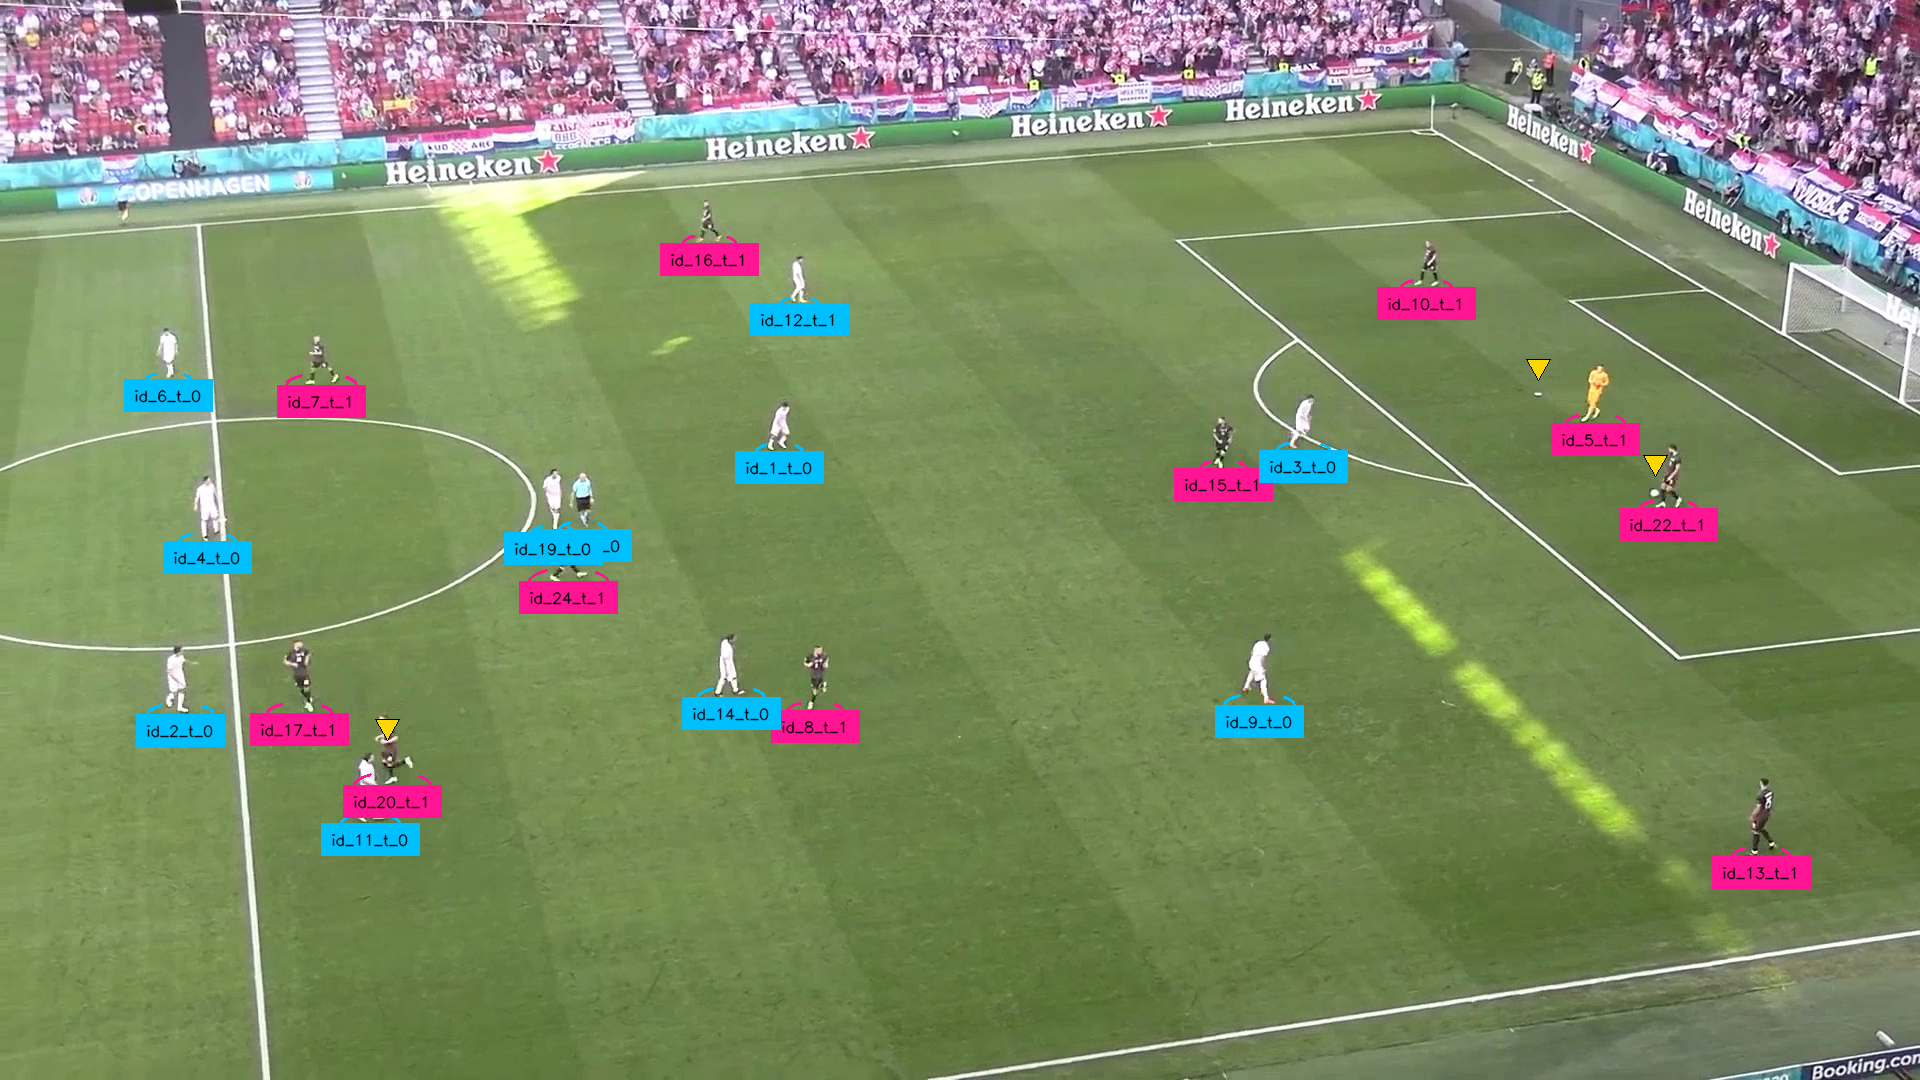 Heineken
Heineken
Heineken
Heineken
Heineken
Heineken
COPENHAGEN
id_16_t_1
id_12_t_1
id_10_t_1
id_6_t_0
id_7_t_1
id_5_t_1
id_1_t_0
id_15_t_1
id_3_t_0
id_22_t_1
id_4_t_0
id_19_t_0
_0
id_24_t_1
id_2_t_0
id_17_t_1
id_14_t_0
id_8_t_1
id_9_t_0
id_20_t_1
id_11_t_0
id_13_t_1
Booking.com